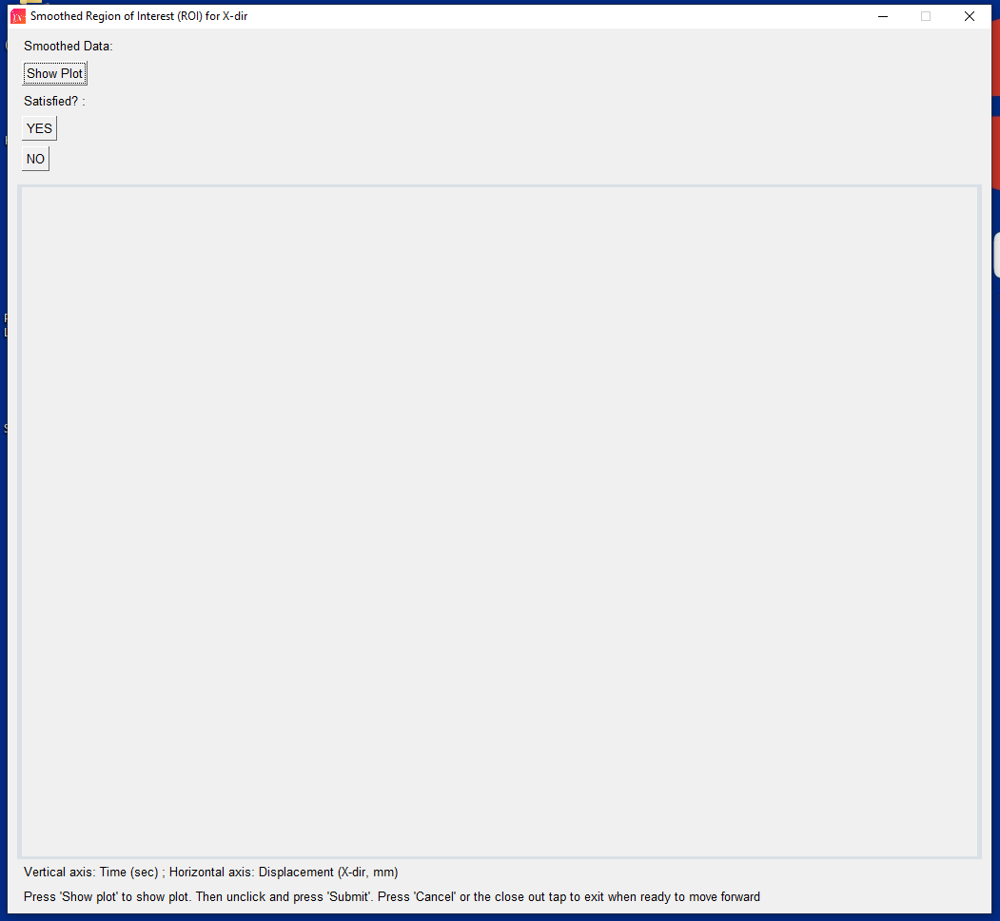 Smoothed Region of Interest (ROI) for X-dir
Smoothed Data:
Show Plot
Satisfied? :
YES
NO
Vertical axis: Time (sec) ; Horizontal axis: Displacement (X-dir, mm)
Press 'Show plot' to show plot. Then unclick and press 'Submit'. Press 'Cancel' or the close out tap to exit when ready to move forward